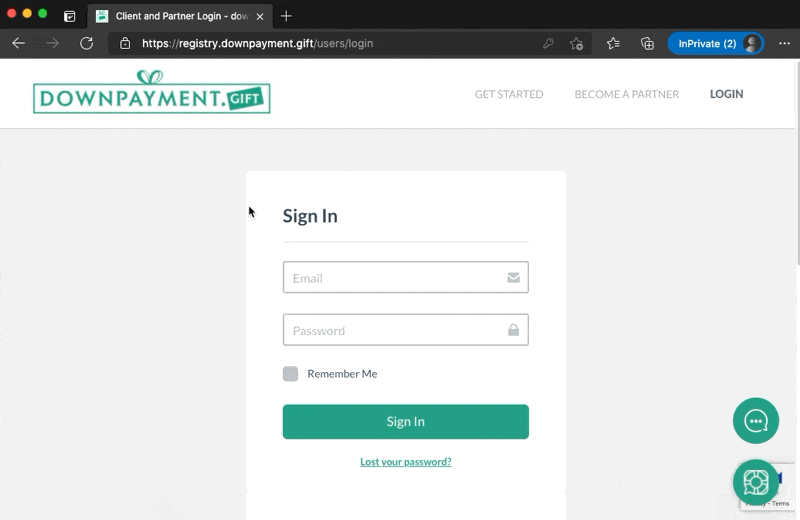 Client and Partner Login - dow
https://registry.downpayment.gift/users/login
InPrivate (2)
DOWNPAYMENT.GIFT
GET STARTED
BECOME A PARTNER
LOGIN
Sign In
Email
Password
Remember Me
Sign In
Lost your password?
- Terms